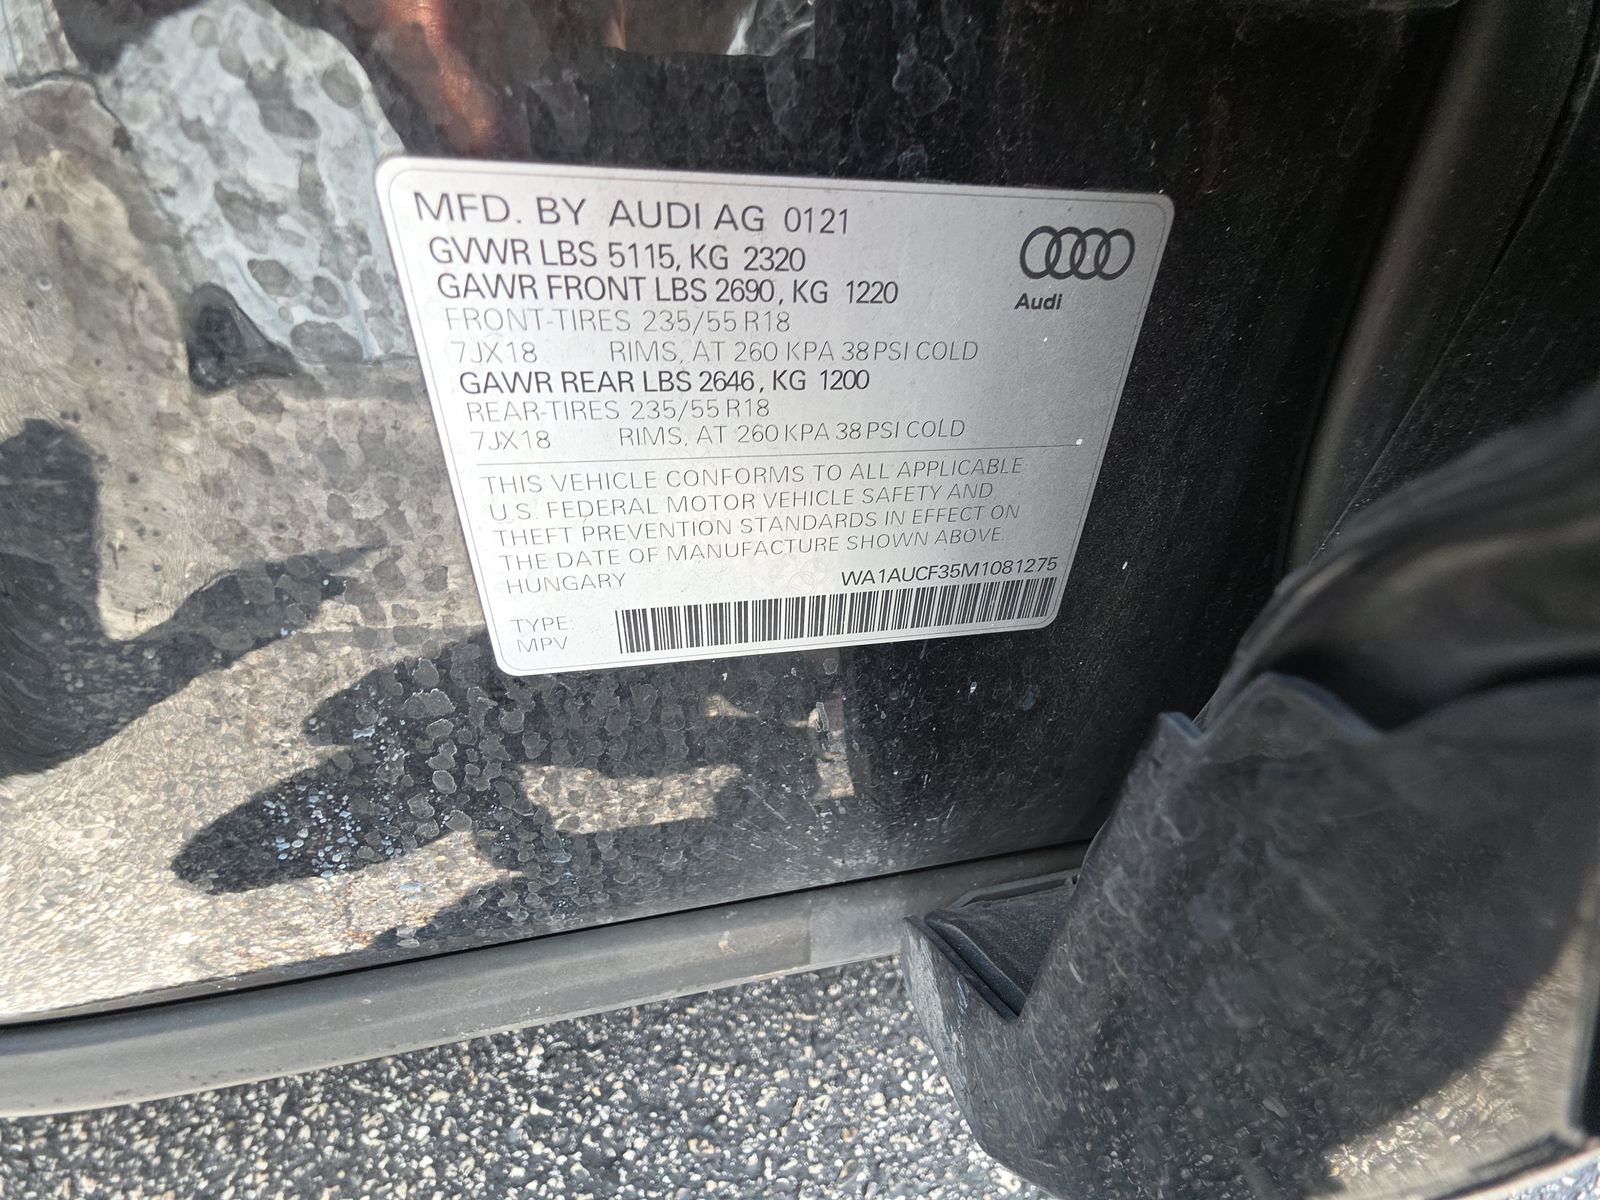 MFD. BY AUDI AG 0121
GVWR LBS 5115, KG 2320
GAWR FRONT LBS 2690, KG 1220
FRONT-TIRES 235/55 R18
7JX18 RIMS, AT 260 KPA 38 PSI COLD
GAWR REAR LBS 2646, KG 1200
REAR-TIRES 235/55 R18
7JX18 RIMS, AT 260 KPA 38 PSI COLD
Audi
THIS VEHICLE CONFORMS TO ALL APPLICABLE
U.S. FEDERAL MOTOR VEHICLE SAFETY AND
THEFT PREVENTION STANDARDS IN EFFECT ON
THE DATE OF MANUFACTURE SHOWN ABOVE.
HUNGARY WA1AUCF35M1081275
TYPE:
MPV